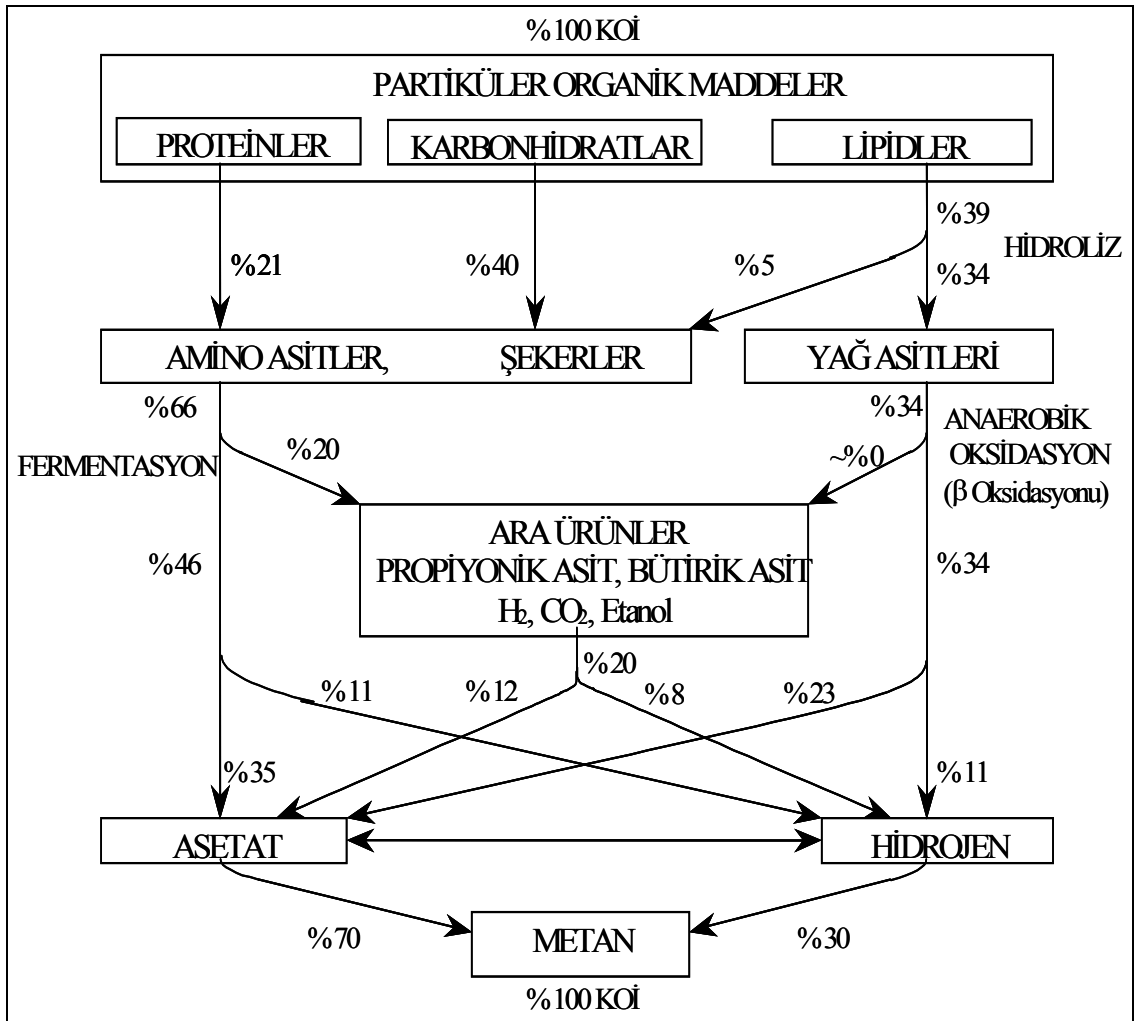 %100 KOİ
PARTİKÜLER ORGANİK MADDELER
PROTEİNLER
KARBONHİDRATLAR
LİPİDLER
%39
HİDROLİZ
%21
%40
%5
%34
AMİNO ASİTLER, ŞEKERLER
YAĞ ASİTLERİ
%66
%34
ANAEROBİK
OKSİDASYON
(β Oksidasyonu)
FERMENTASYON
%20
~%0
ARA ÜRÜNLER
PROPİYONİK ASİT, BÜTİRİK ASİT
H₂, CO₂, Etanol
%46
%34
%20
%11
%12
%8
%23
%35
%11
ASETAT
HİDROJEN
%70
METAN
%30
%100 KOİ